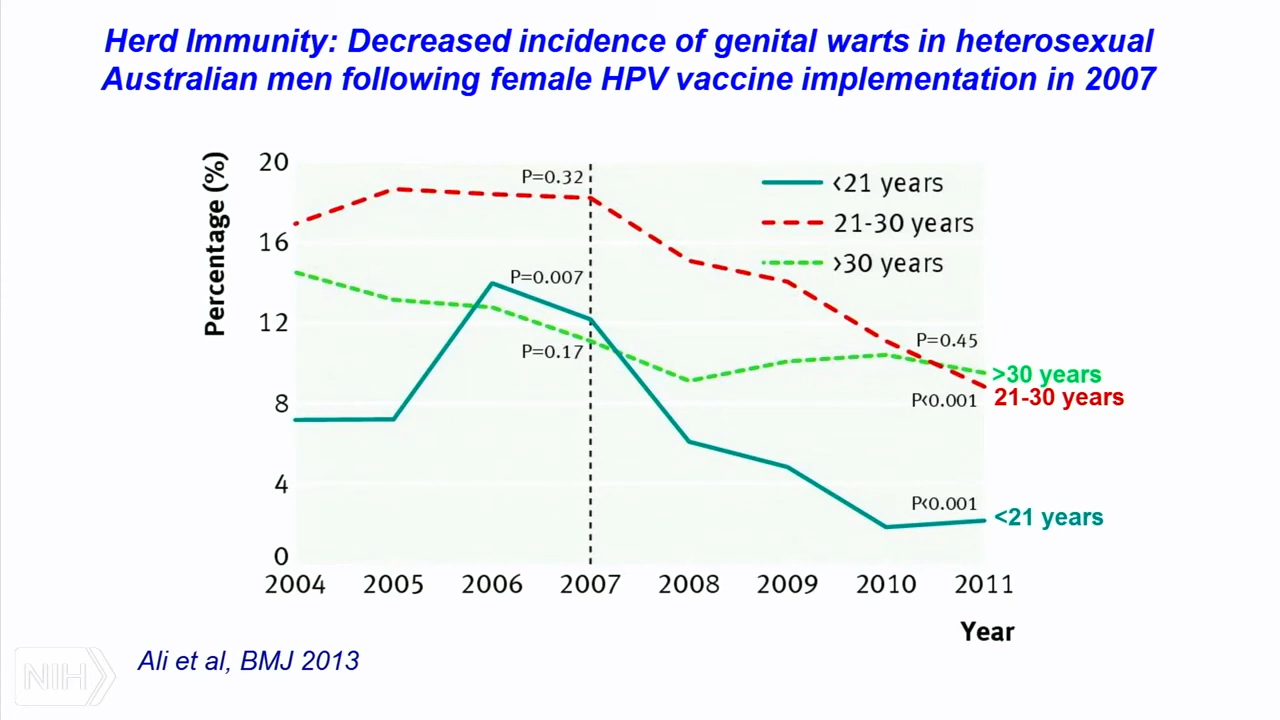 Herd Immunity: Decreased incidence of genital warts in heterosexual
Australian men following female HPV vaccine implementation in 2007
Percentage (%)
20
16
12
8
4
0
P=0.32
P=0.007
P=0.17
<21 years
21-30 years
>30 years
P=0.45
P<0.001
P<0.001
>30 years
21-30 years
<21 years
2004 2005 2006 2007 2008 2009 2010 2011
Year
Ali et al, BMJ 2013
NIH